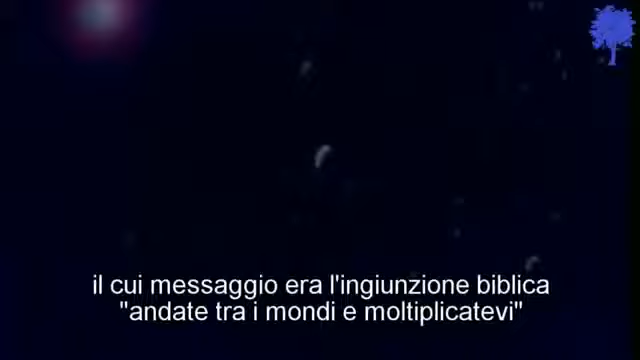 il cui messaggio era l'ingiunzione biblica
"andate tra i mondi e moltiplicatevi"